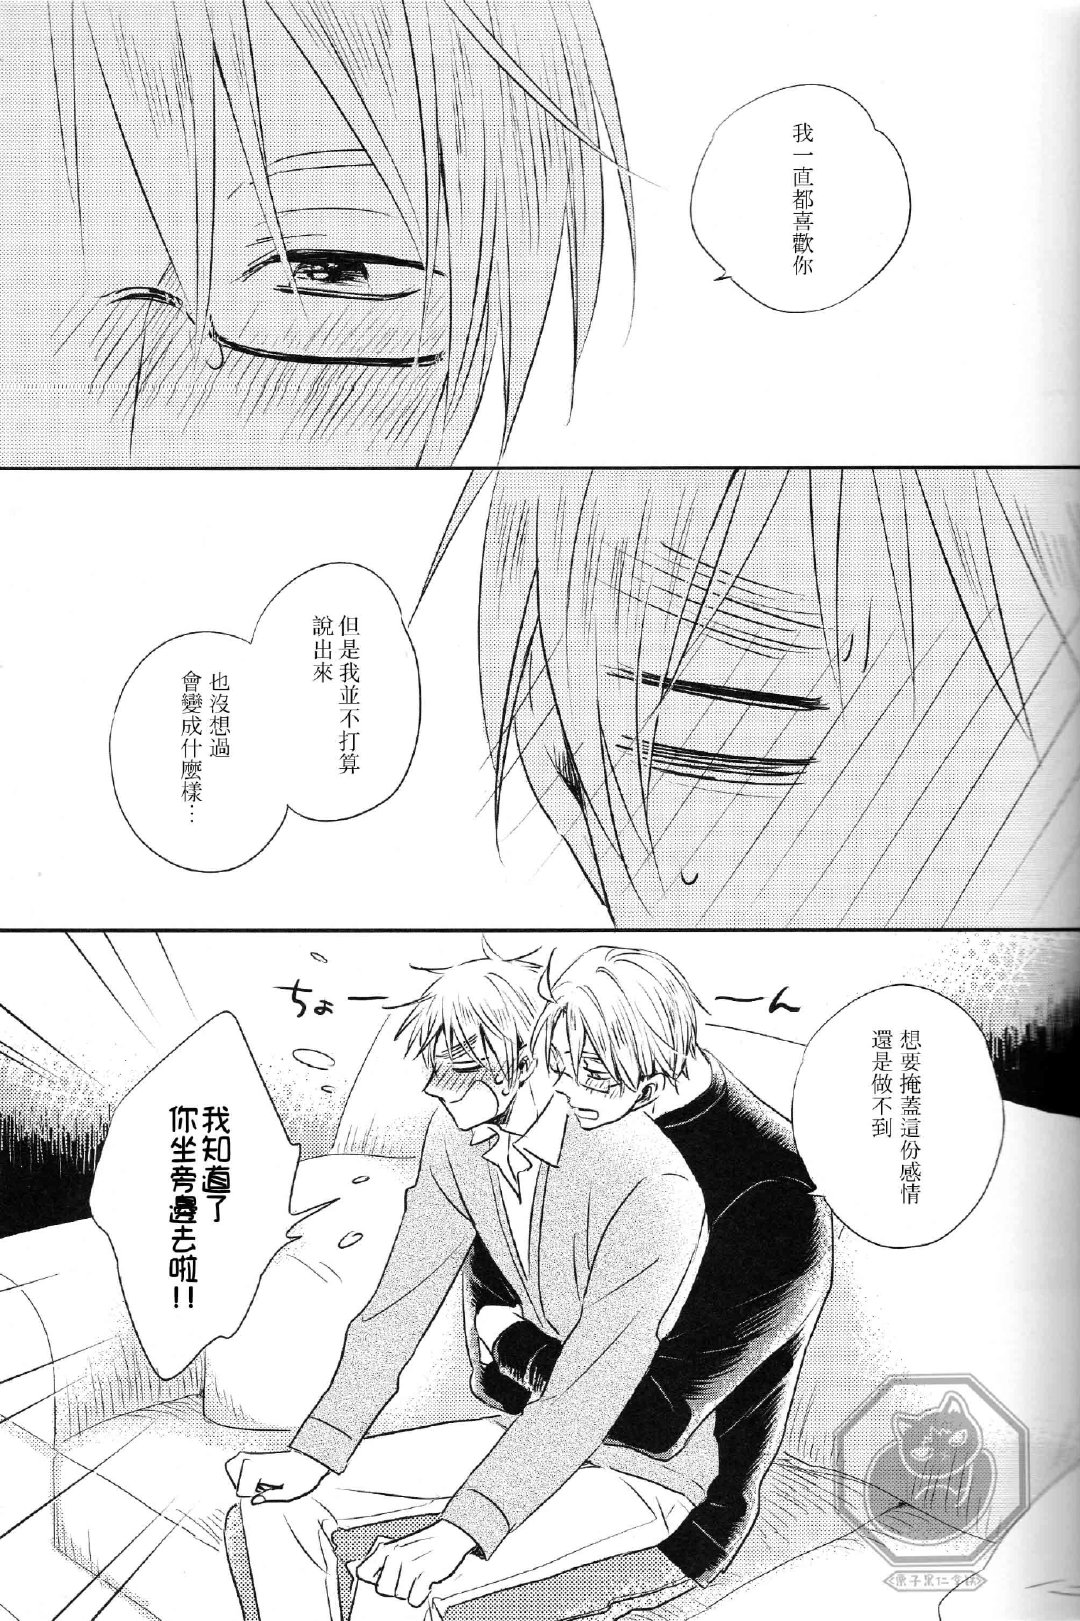 我一直都喜歡你
但是我並不打算
說出來
也沒想過
會變成什麼樣…
想要掩蓋這份感情
還是做不到
ちょー
ーん
我知道了
你坐旁邊去啦!!